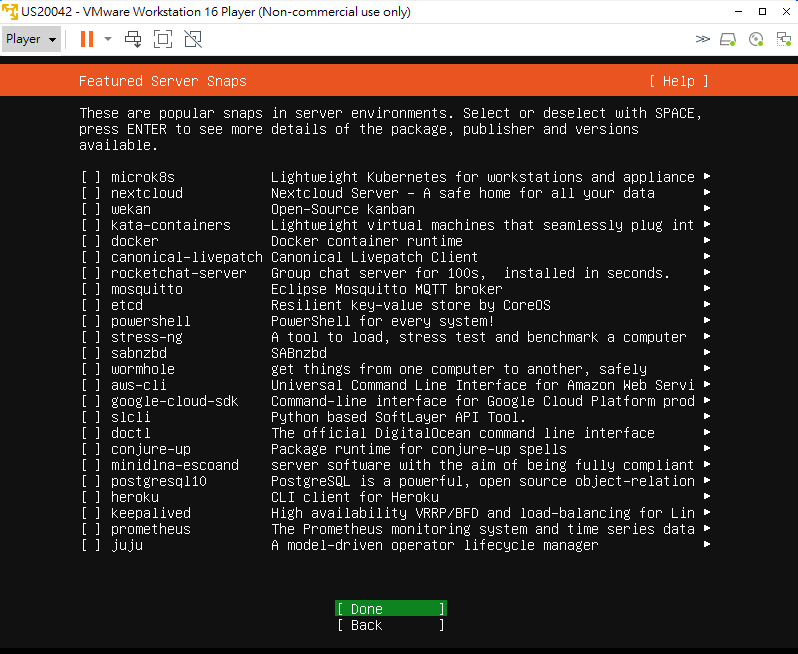 US20042 - VMware Workstation 16 Player (Non-commercial use only)
Player
Featured Server Snaps [ Help ]
These are popular snaps in server environments. Select or deselect with SPACE,
press ENTER to see more details of the package, publisher and versions
available.
[ ] microk8s Lightweight Kubernetes for workstations and appliance ▸
[ ] nextcloud Nextcloud Server - A safe home for all your data ▸
[ ] wekan Open-Source kanban ▸
[ ] kata-containers Lightweight virtual machines that seamlessly plug int ▸
[ ] docker Docker container runtime ▸
[ ] canonical-livepatch Canonical Livepatch Client ▸
[ ] rocketchat-server Group chat server for 100s,  installed in seconds. ▸
[ ] mosquitto Eclipse Mosquitto MQTT broker ▸
[ ] etcd Resilient key-value store by CoreOS ▸
[ ] powershell PowerShell for every system! ▸
[ ] stress-ng A tool to load, stress test and benchmark a computer ▸
[ ] sabnzbd SABnzbd ▸
[ ] wormhole get things from one computer to another, safely ▸
[ ] aws-cli Universal Command Line Interface for Amazon Web Servi ▸
[ ] google-cloud-sdk Command-line interface for Google Cloud Platform prod ▸
[ ] slcli Python based SoftLayer API Tool. ▸
[ ] doctl The official DigitalOcean command line interface ▸
[ ] conjure-up Package runtime for conjure-up spells ▸
[ ] minidlna-escoand server software with the aim of being fully compliant ▸
[ ] postgresql10 PostgreSQL is a powerful, open source object-relation ▸
[ ] heroku CLI client for Heroku ▸
[ ] keepalived High availability VRRP/BFD and load-balancing for Lin ▸
[ ] prometheus The Prometheus monitoring system and time series data ▸
[ ] juju A model-driven operator lifecycle manager ▸
[ Done ]
[ Back ]